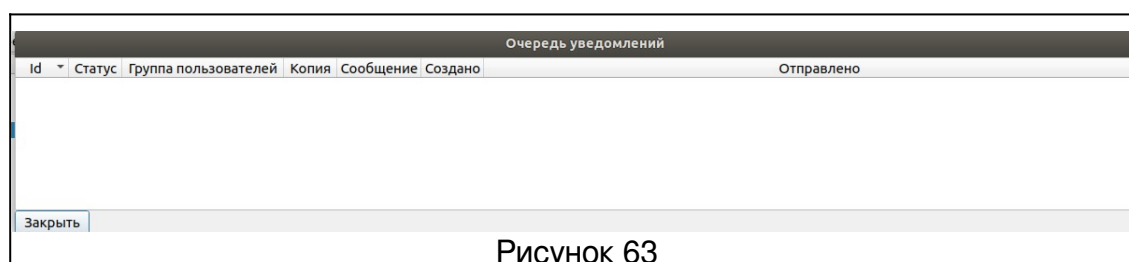 Очередь уведомлений
Id Статус Группа пользователей Копия Сообщение Создано Отправлено
Закрыть
Рисунок 63